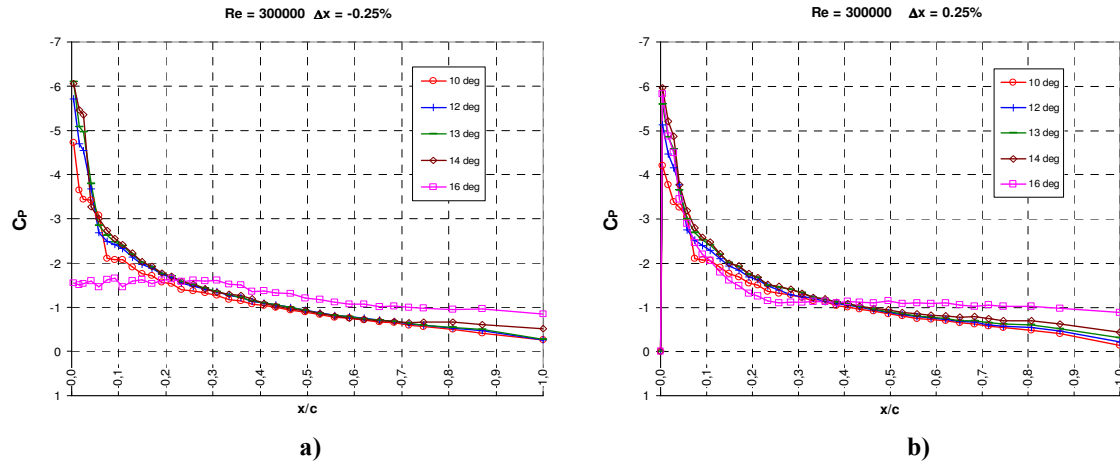 Re = 300000 Δx = -0.25%
-7
-6
-5
-4
-3
-2
-1
0
1
CP
-0,0
-0,1
-0,2
-0,3
-0,4
-0,5
-0,6
-0,7
-0,8
-0,9
-1,0
x/c
10 deg
12 deg
13 deg
14 deg
16 deg
a)
Re = 300000 Δx = 0.25%
-7
-6
-5
-4
-3
-2
-1
0
1
CP
-0,0
-0,1
-0,2
-0,3
-0,4
-0,5
-0,6
-0,7
-0,8
-0,9
-1,0
x/c
10 deg
12 deg
13 deg
14 deg
16 deg
b)